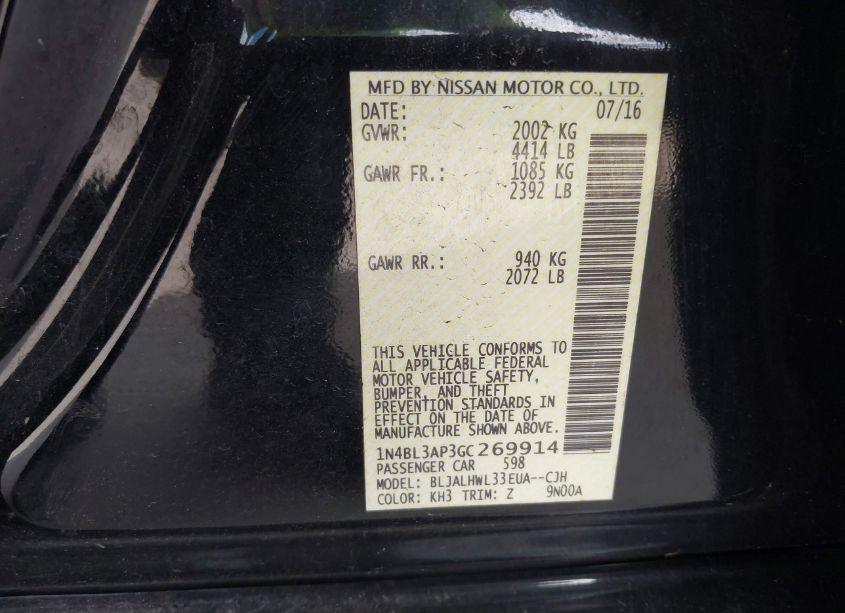 MFD BY NISSAN MOTOR CO., LTD.
DATE: 07/16
GVWR: 2002 KG
4414 LB
GAWR FR.: 1085 KG
2392 LB
GAWR RR.: 940 KG
2072 LB
THIS VEHICLE CONFORMS TO
ALL APPLICABLE FEDERAL
MOTOR VEHICLE SAFETY,
BUMPER, AND THEFT
PREVENTION STANDARDS IN
EFFECT ON THE DATE OF
MANUFACTURE SHOWN ABOVE.
1N4BL3AP3GC269914
PASSENGER CAR 598
MODEL: BLJALHWL33EUA--CJH
COLOR: KH3 TRIM: Z 9N00A